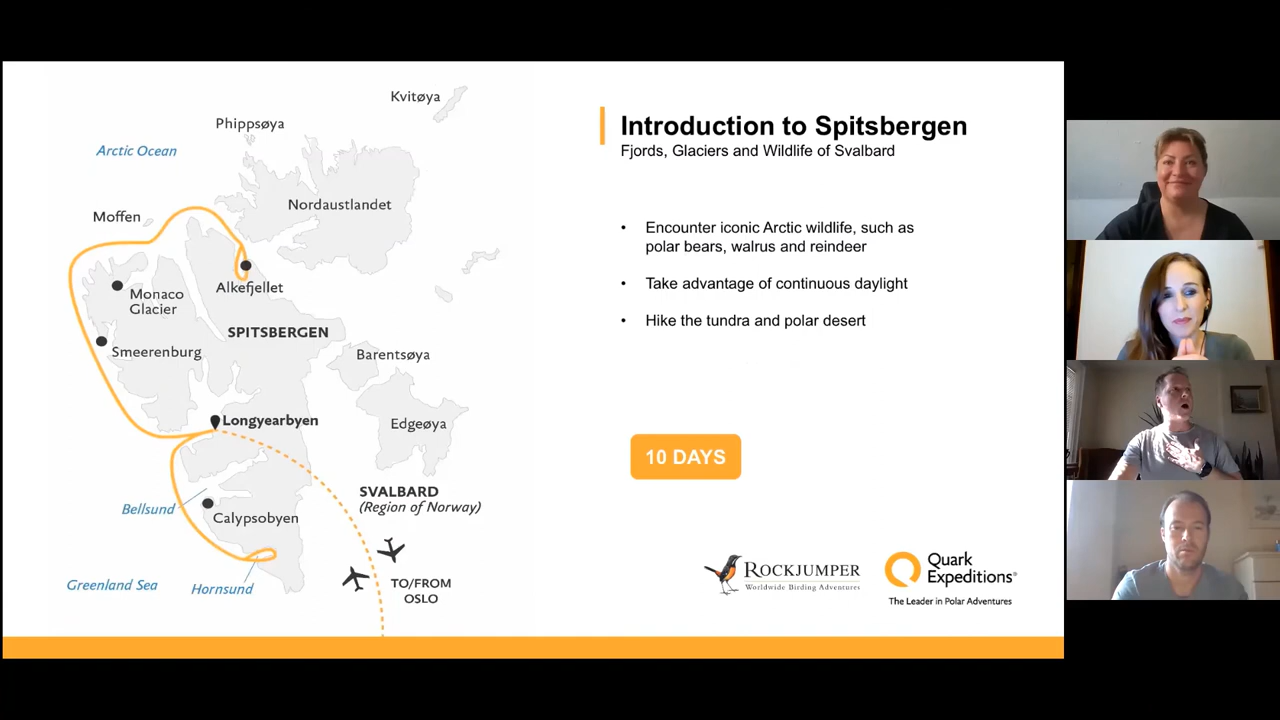 Kvitøya
Phippsøya
Arctic Ocean
Nordaustlandet
Moffen
Alkefjellet
Monaco
Glacier
SPITSBERGEN
Smeerenburg
Barentsøya
Longyearbyen
Edgeøya
SVALBARD
(Region of Norway)
Bellsund
Calypsobyen
Greenland Sea
Hornsund
TO/FROM
OSLO
Introduction to Spitsbergen
Fjords, Glaciers and Wildlife of Svalbard
• Encounter iconic Arctic wildlife, such as
polar bears, walrus and reindeer
• Take advantage of continuous daylight
• Hike the tundra and polar desert
10 DAYS
ROCKJUMPER
Worldwide Birding Adventures
Quark
Expeditions®
The Leader in Polar Adventures